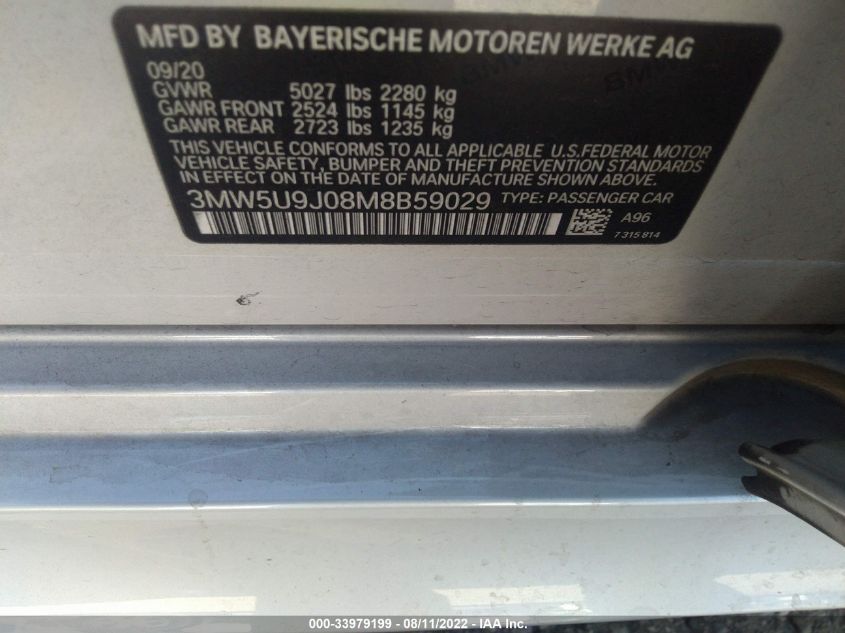 MFD BY BAYERISCHE MOTOREN WERKE AG
09/20
GVWR 5027 lbs 2280 kg
GAWR FRONT 2524 lbs 1145 kg
GAWR REAR 2723 lbs 1235 kg
THIS VEHICLE CONFORMS TO ALL APPLICABLE U.S.FEDERAL MOTOR
VEHICLE SAFETY, BUMPER AND THEFT PREVENTION STANDARDS
IN EFFECT ON THE DATE OF MANUFACTURE SHOWN ABOVE.
3MW5U9J08M8B59029 TYPE: PASSENGER CAR
A96
7 315 814
000-33979199 - 08/11/2022 - IAA Inc.